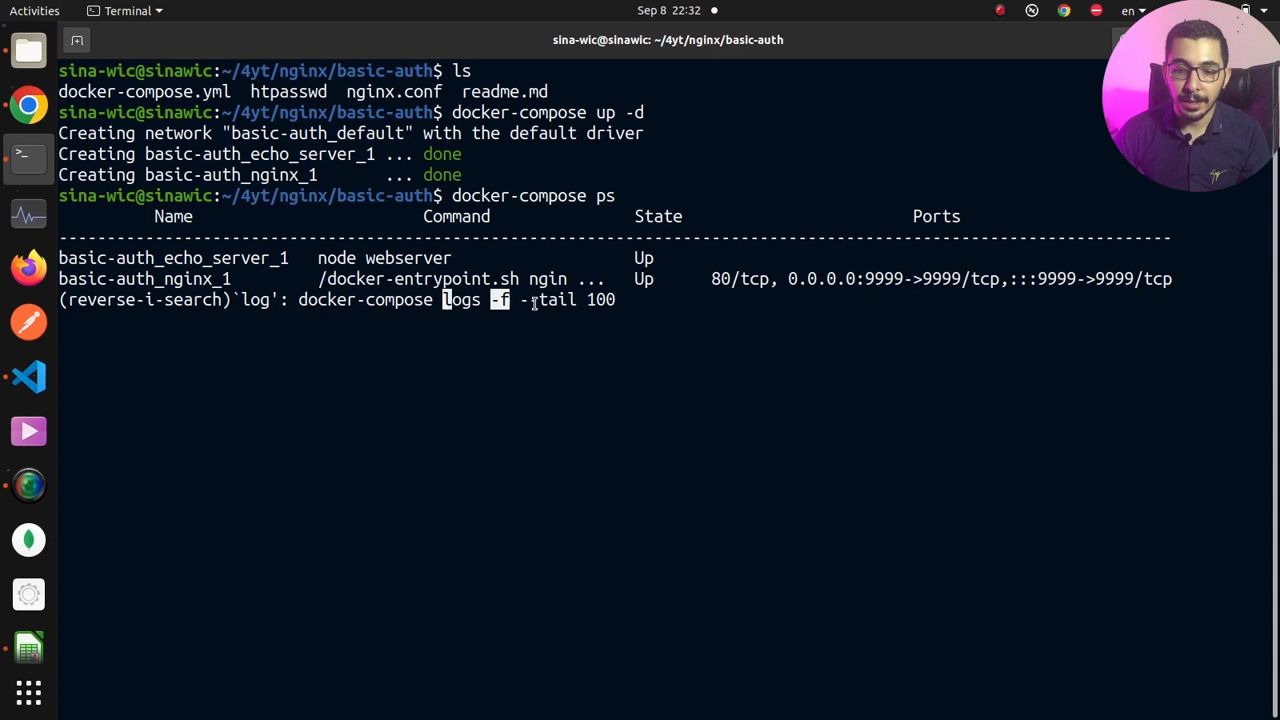 Activities
Terminal
Sep 8 22:32
en
sina-wic@sinawic: ~/4yt/nginx/basic-auth
sina-wic@sinawic:~/4yt/nginx/basic-auth$ ls
docker-compose.yml htpasswd nginx.conf readme.md
sina-wic@sinawic:~/4yt/nginx/basic-auth$ docker-compose up -d
Creating network "basic-auth_default" with the default driver
Creating basic-auth_echo_server_1 ... done
Creating basic-auth_nginx_1 ... done
sina-wic@sinawic:~/4yt/nginx/basic-auth$ docker-compose ps
Name Command State Ports
------------------------------------------------------------------------------------------------------------------
basic-auth_echo_server_1 node webserver Up
basic-auth_nginx_1 /docker-entrypoint.sh ngin ... Up 80/tcp, 0.0.0.0:9999->9999/tcp,:::9999->9999/tcp
(reverse-i-search)`log': docker-compose logs -f --tail 100